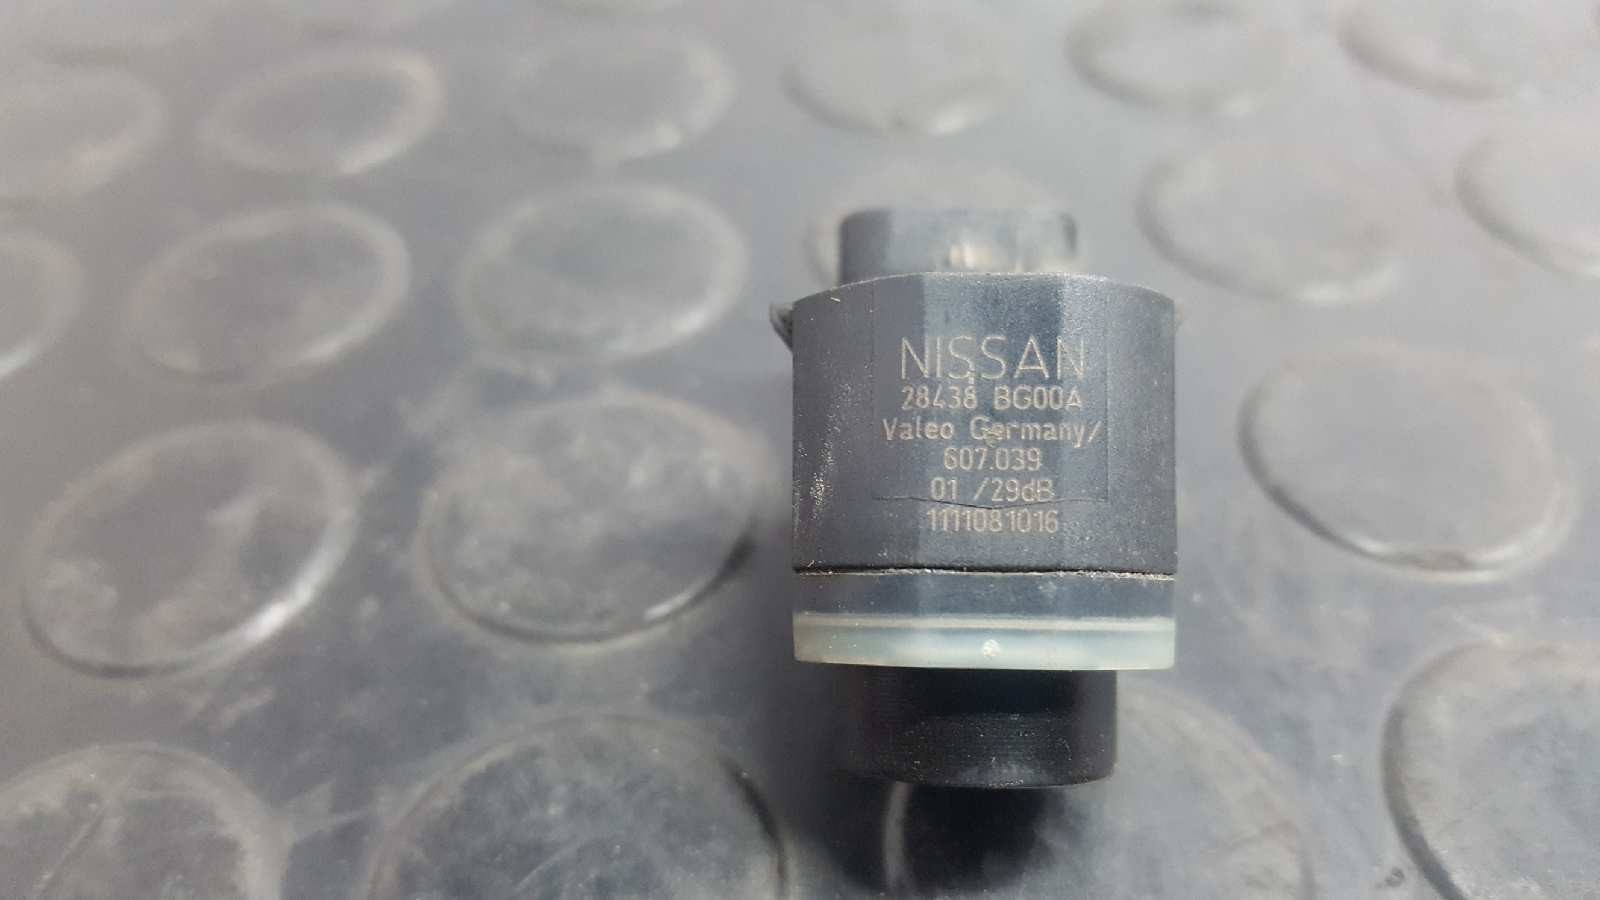 NISSAN
28438 BG00A
Valeo Germany/
607.039
01 /29dB
1111081016